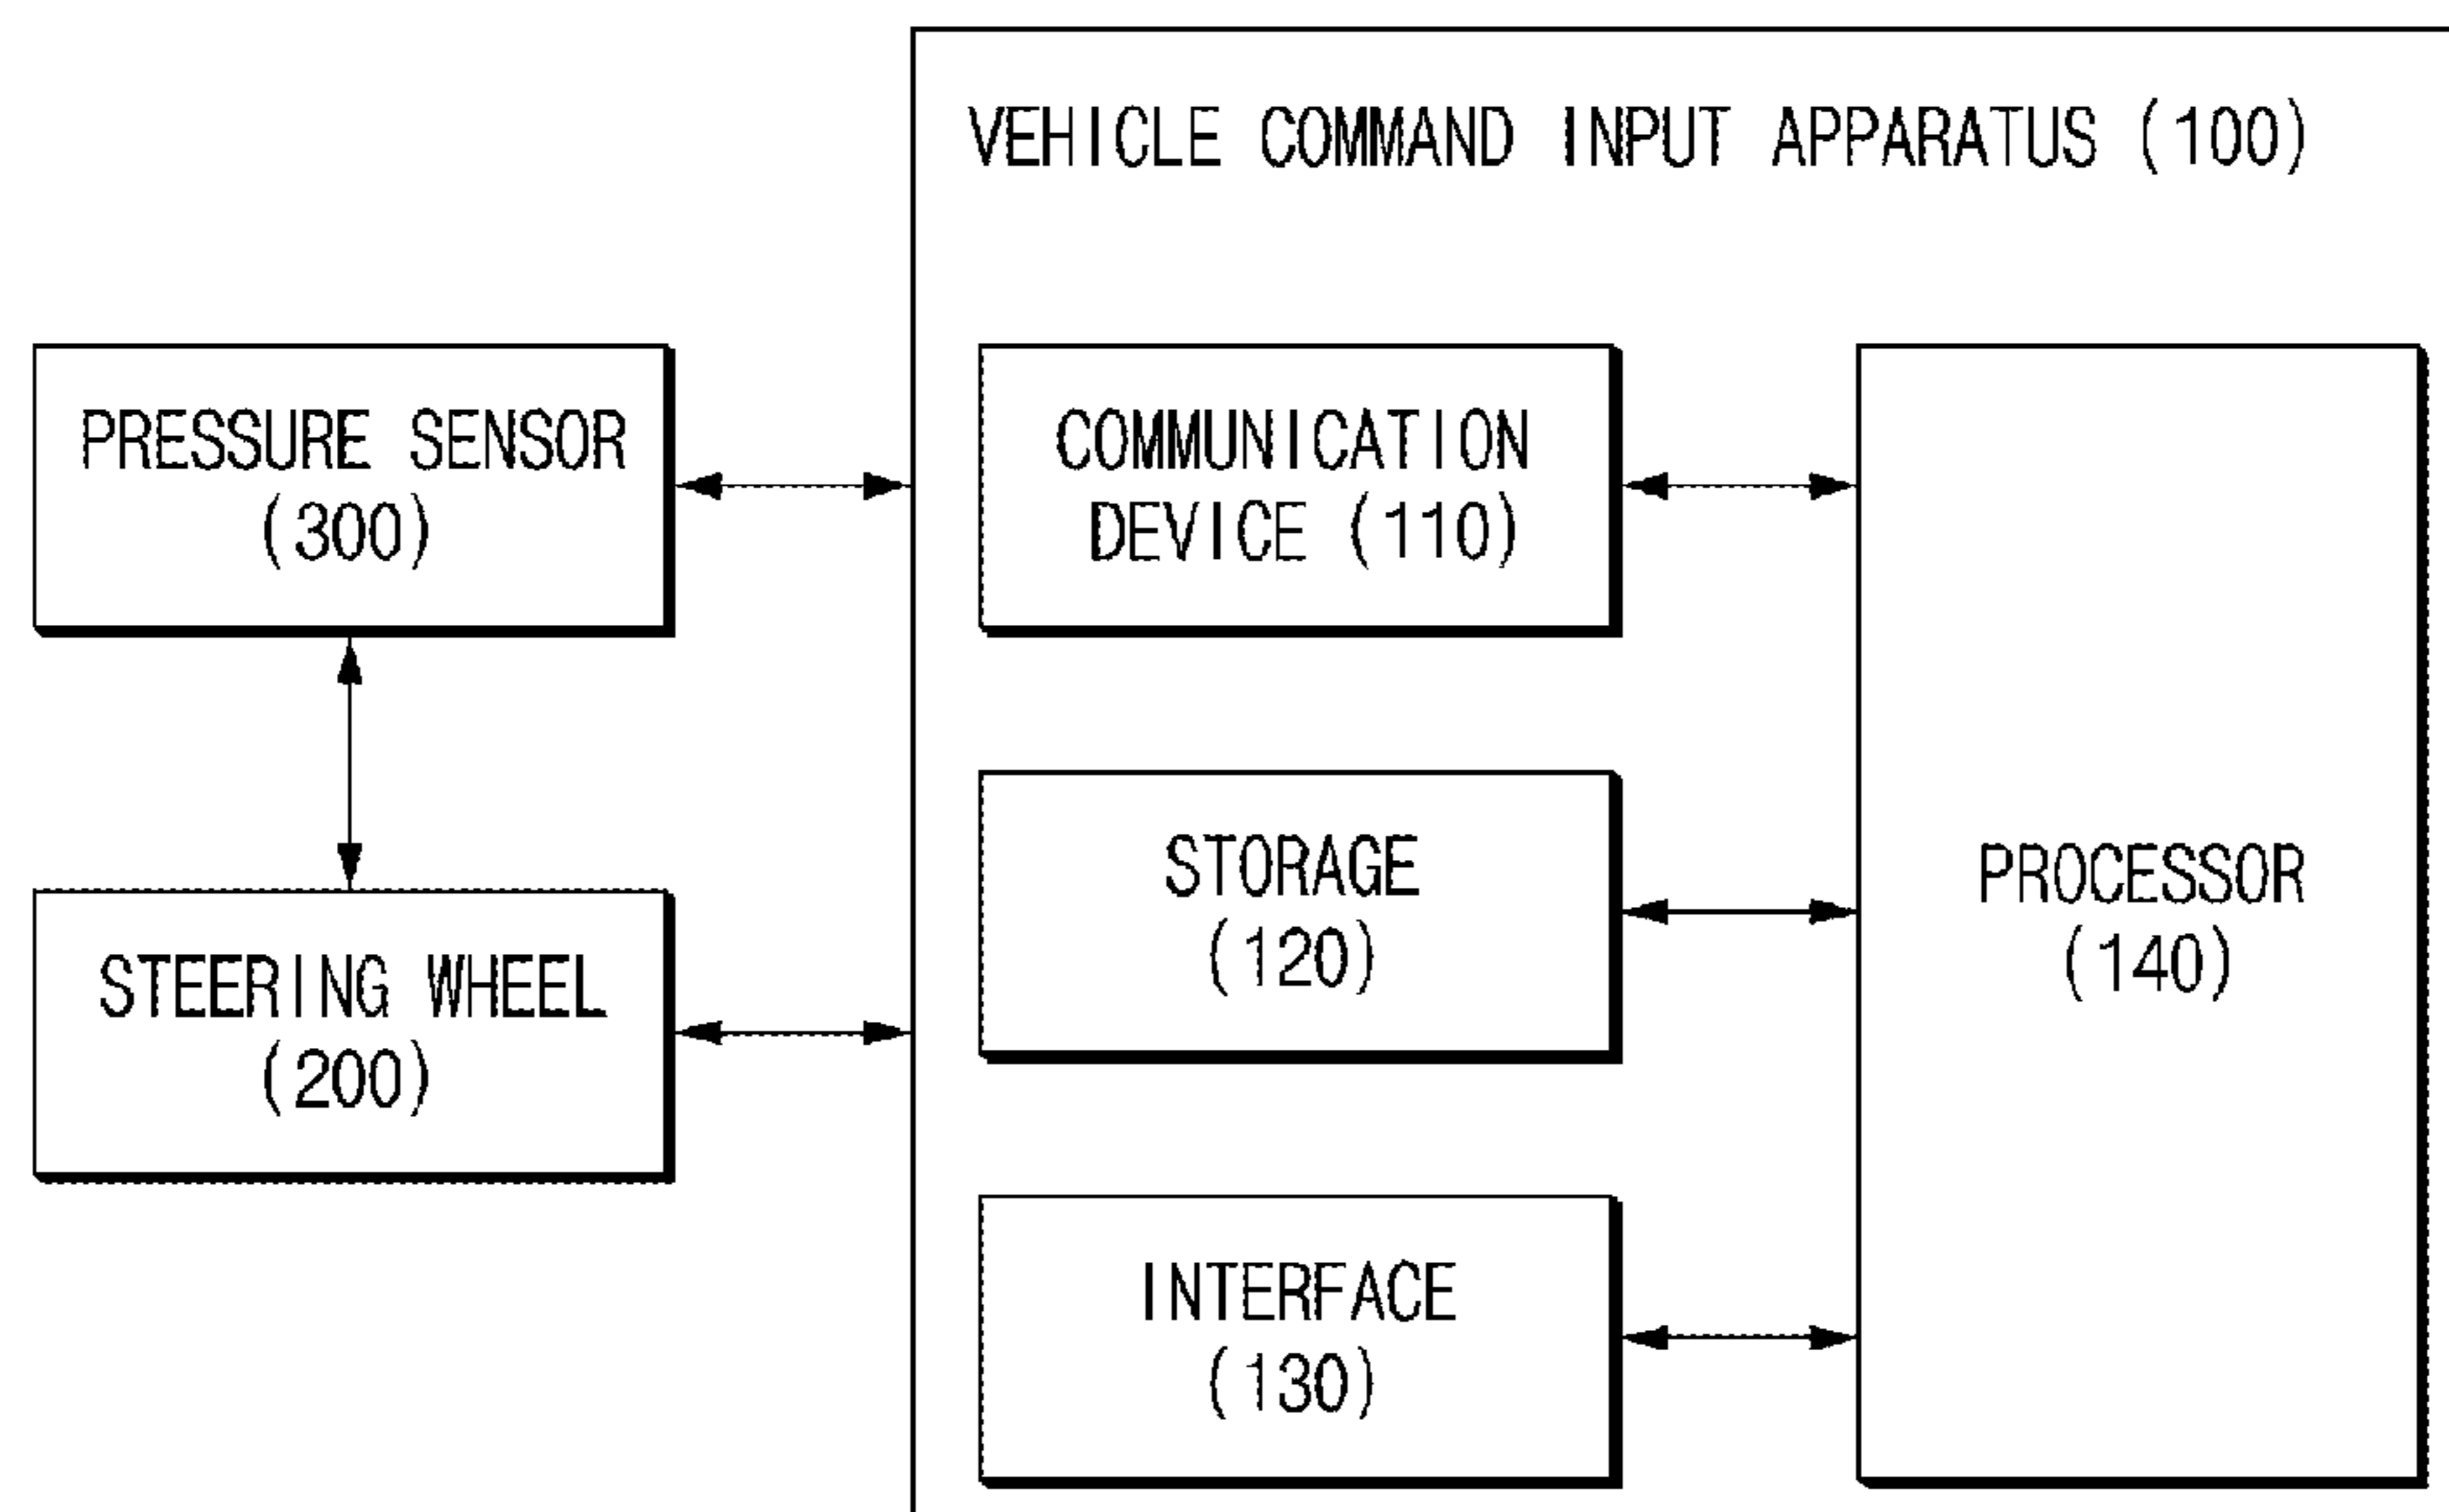 VEHICLE COMMAND INPUT APPARATUS (100)
PRESSURE SENSOR
(300)
COMMUNICATION
DEVICE (110)
STORAGE
(120)
PROCESSOR
(140)
STEERING WHEEL
(200)
INTERFACE
(130)